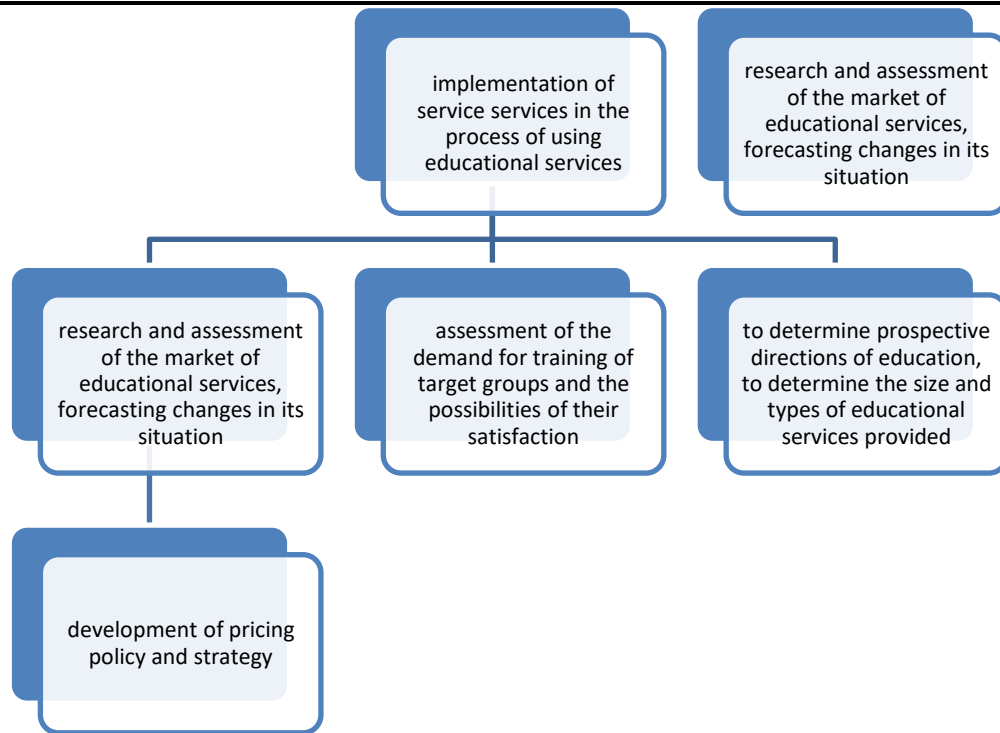 implementation of
service services in the
process of using
educational services
research and assessment
of the market of
educational services,
forecasting changes in its
situation
research and assessment
of the market of
educational services,
forecasting changes in its
situation
assessment of the
demand for training of
target groups and the
possibilities of their
satisfaction
to determine prospective
directions of education,
to determine the size and
types of educational
services provided
development of pricing
policy and strategy